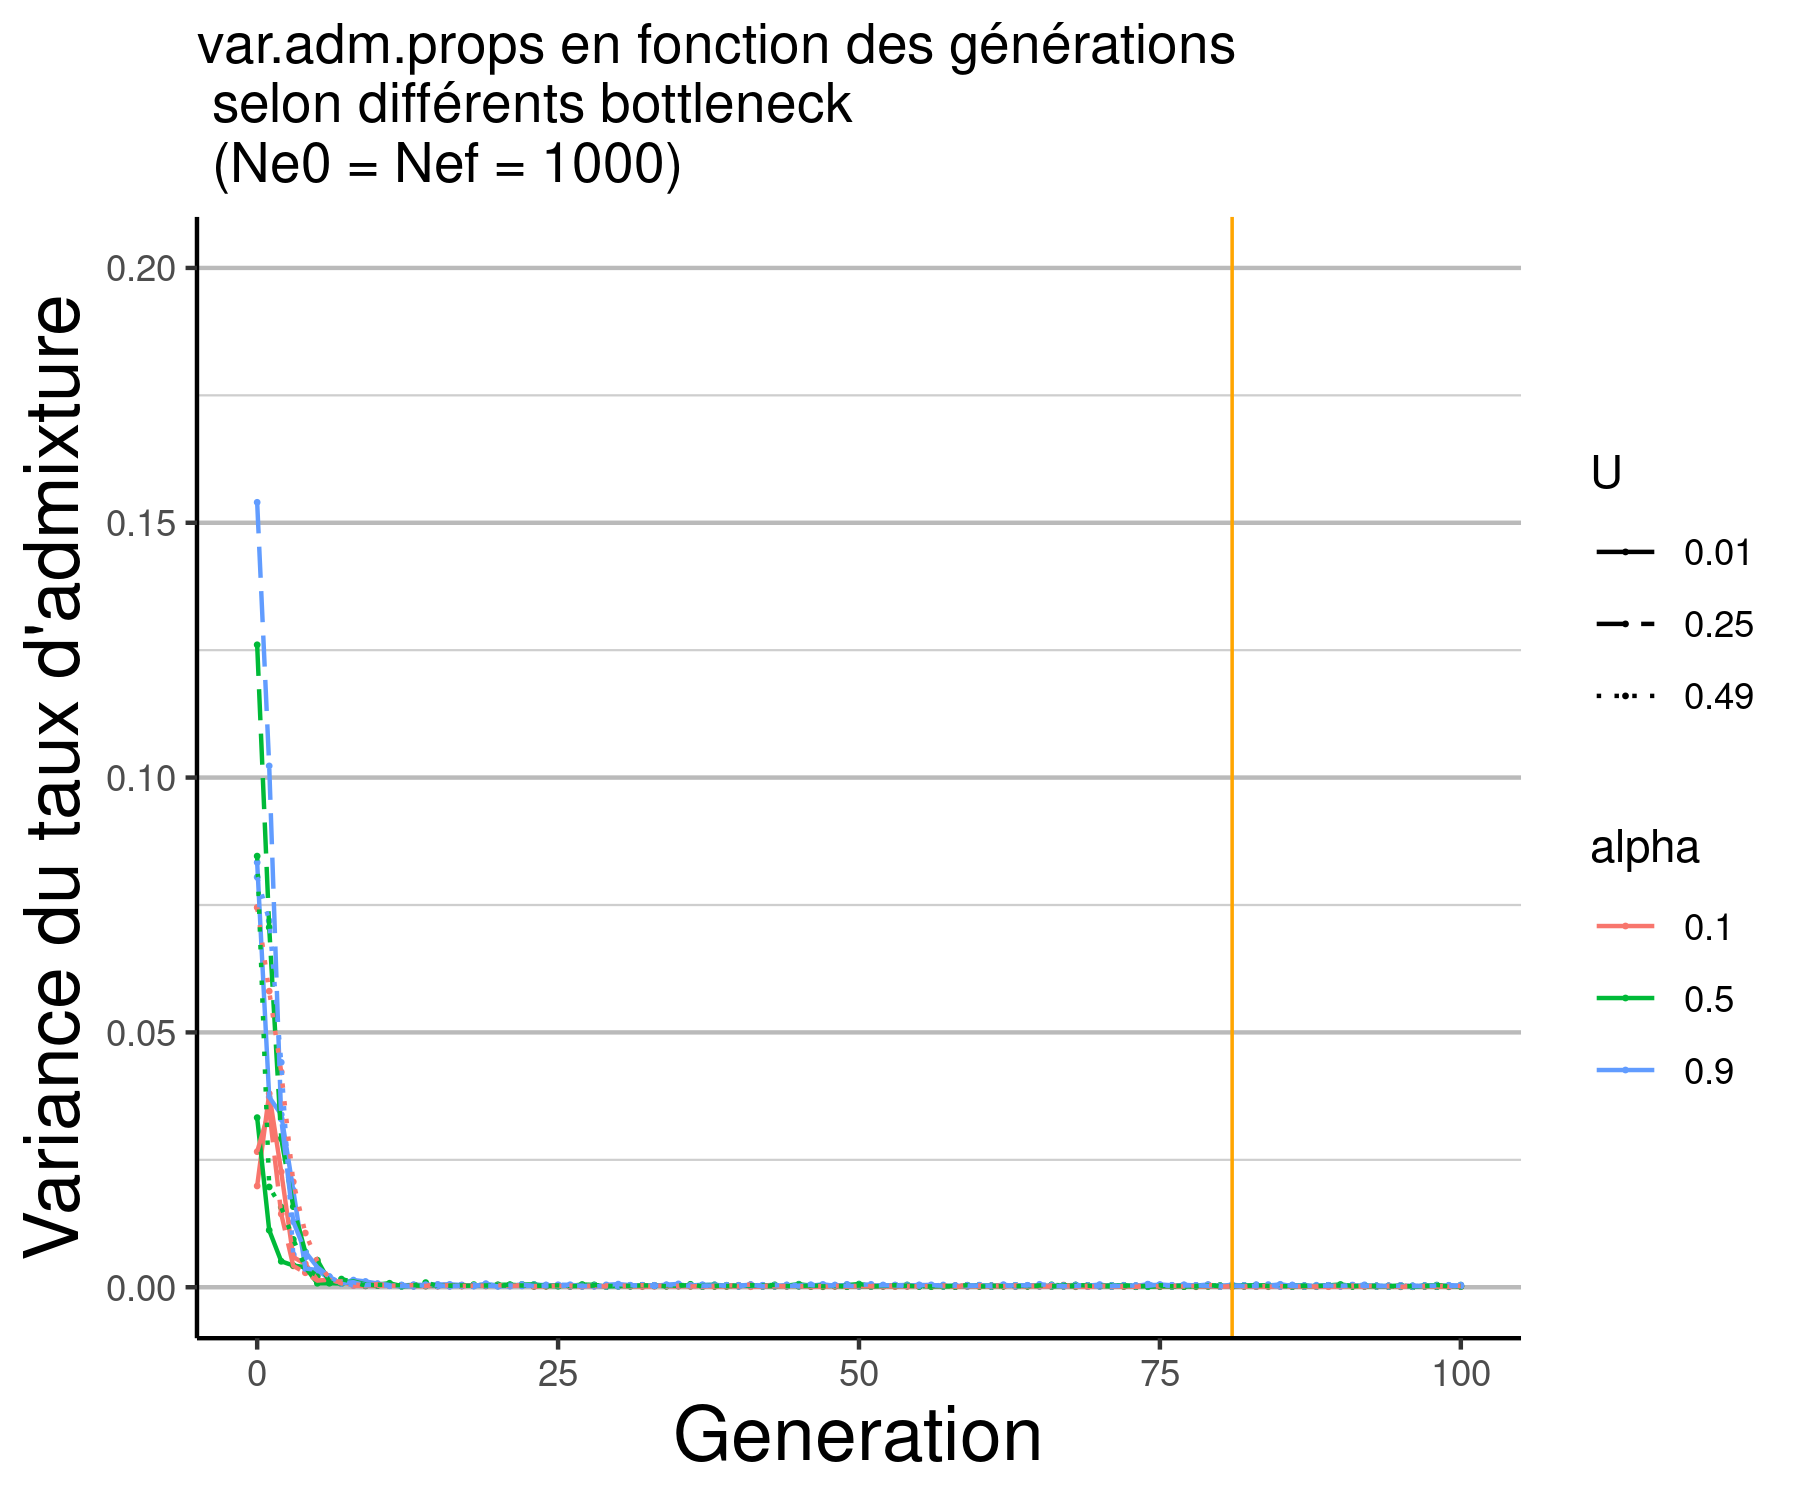 var.adm.props en fonction des générations
selon différents bottleneck
(Ne0 = Nef = 1000)
Variance du taux d'admixture
0.20
0.15
0.10
0.05
0.00
0
25
50
75
100
Generation
U
0.01
0.25
0.49
alpha
0.1
0.5
0.9